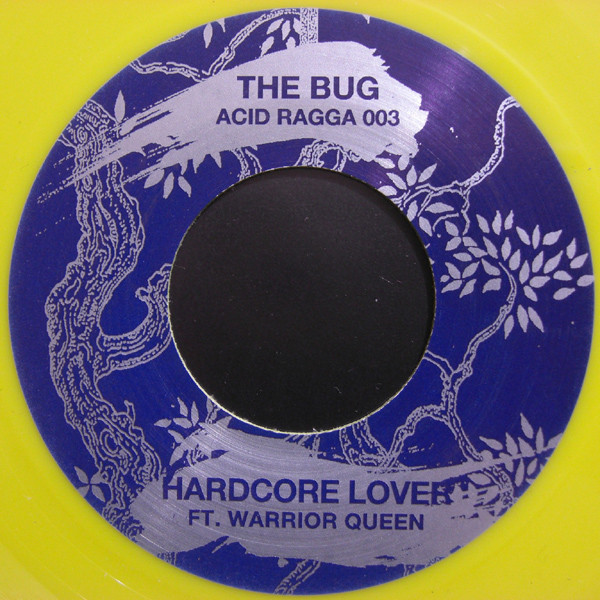 THE BUG
ACID RAGGA 003
HARDCORE LOVER
FT. WARRIOR QUEEN